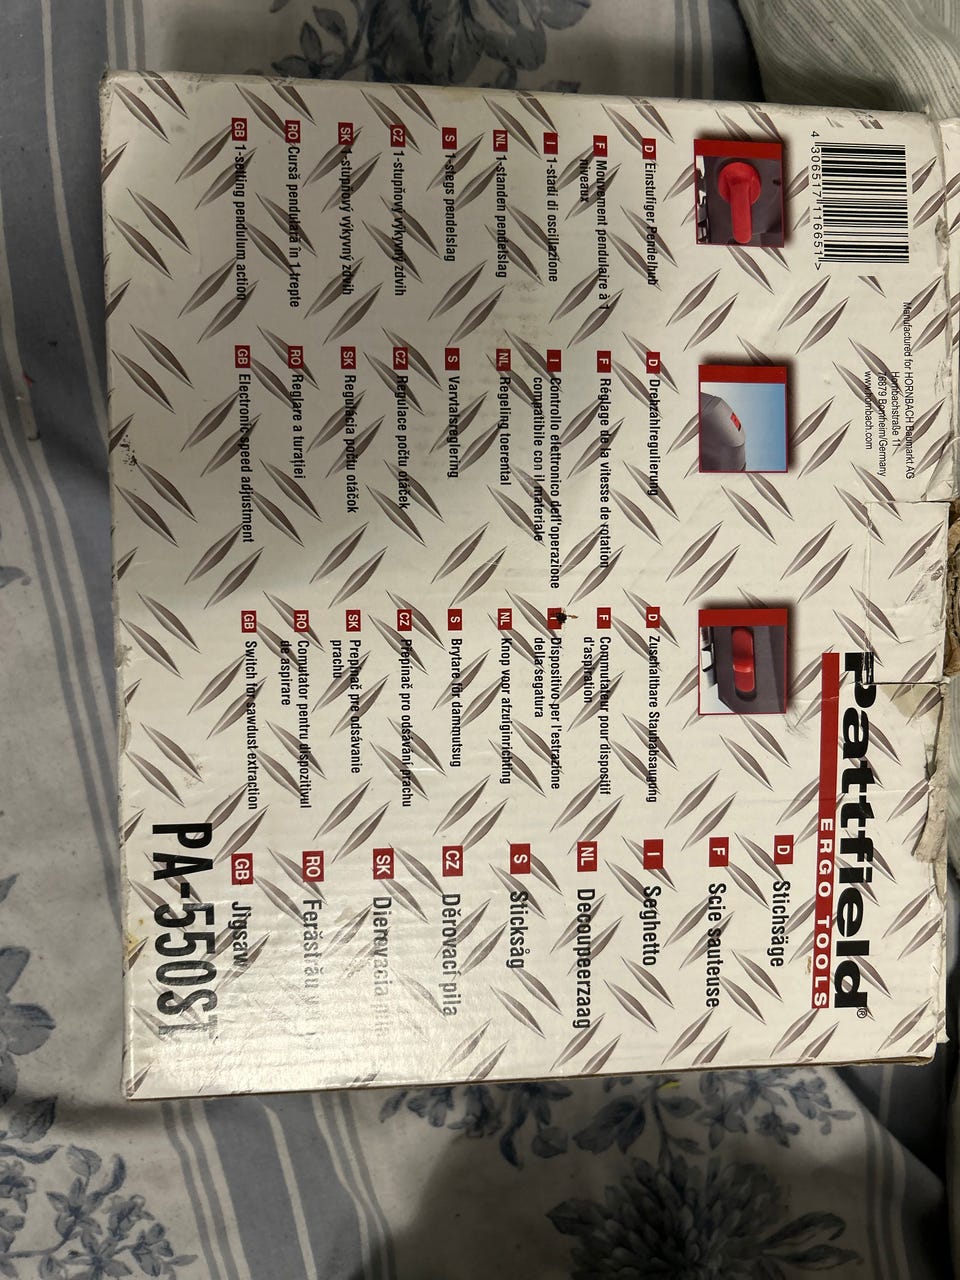 Pattfield®
ERGO TOOLS
D Stichsäge
F Scie sauteuse
I Seghetto
NL Decoupeerzaag
S Sticksåg
CZ Děrovací pila
SK Dierovacia
RO Ferăstrău
GB Jigsaw
PA-550ST
D Zuschaltbare Staubabsaugung
F Commutateur pour dispositif
d'aspiration
I Dispositivo per l'estrazione
della segatura
NL Knop voor afzuiginrichting
S Brytare för dammutsug
CZ Přepínač pro odsávání prachu
SK Prepínač pre odsávanie
prachu
RO Comutator pentru dispozitivul
de aspirare
GB Switch for sawdust extraction
D Drehzahlregulierung
F Réglage de la vitesse de rotation
I Controllo elettronico dell'operazione
compatibile con il materiale
NL Regeling toerental
S Varvtalsreglering
CZ Regulace počtu otáček
SK Regulácia počtu otáčok
RO Reglare a turației
GB Electronic speed adjustment
D Einstufiger Pendelhub
F Mouvement pendulaire à 1
niveaux
I 1-stadi di oscillazione
NL 1-standen pendelslag
S 1-stegs pendelslag
CZ 1-stupňový výkyvný zdvih
SK 1-stupňový výkyvný zdvih
RO Cursă pendulară în 1 trepte
GB 1-setting pendulum action
Manufactured for HORNBACH Baumarkt AG
Hornbachstraße 11
76879 Bornheim/Germany
www.hornbach.com
4 306517 116651 >